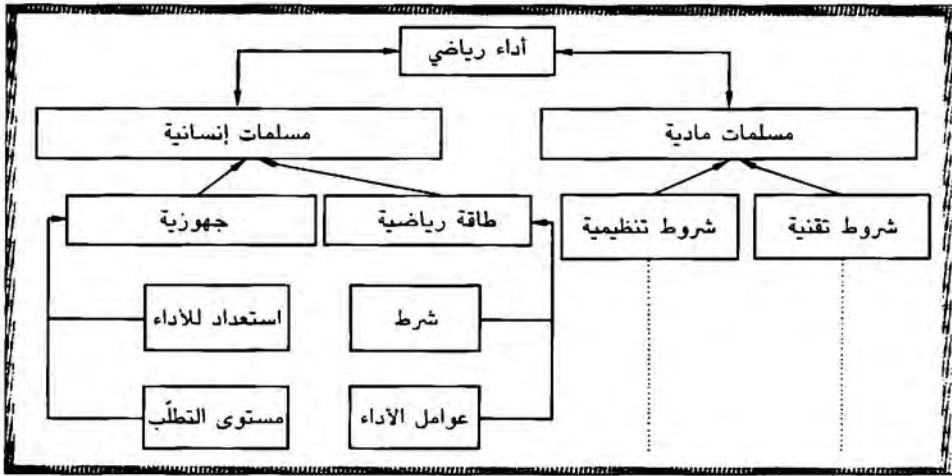 أداء رياضي
مسلمات مادية
مسلمات إنسانية
شروط تقنية
شروط تنظيمية
طاقة رياضية
جهوزية
شرط
استعداد للأداء
عوامل الأداء
مستوى التطلّب